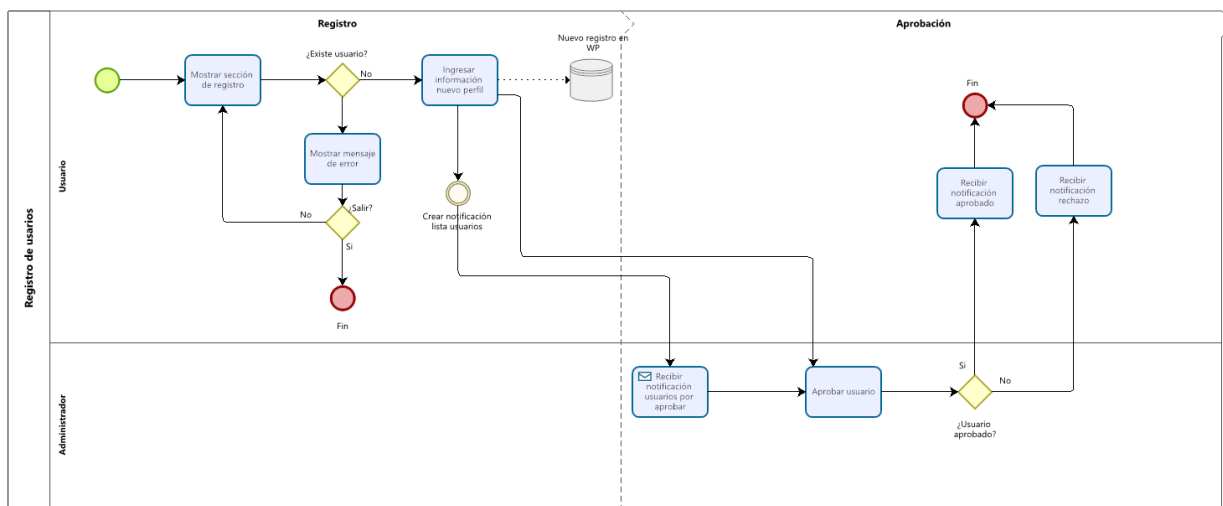 Registro de usarios
Registro
Aprobación
Usuario
Administrador
¿Existe usuario?
Mostrar sección
de registro
No
Ingresar
información
nuevo perfil
Nuevo registro en
WP
Mostrar mensaje
de error
¿Salir?
No
Si
Fin
Crear notificación
lista usuarios
Fin
Recibir
notificación
aprobado
Recibir
notificación
rechazo
Recibir
notificación
usuarios por
aprobar
Aprobar usuario
Si
No
¿Usuario
aprobado?